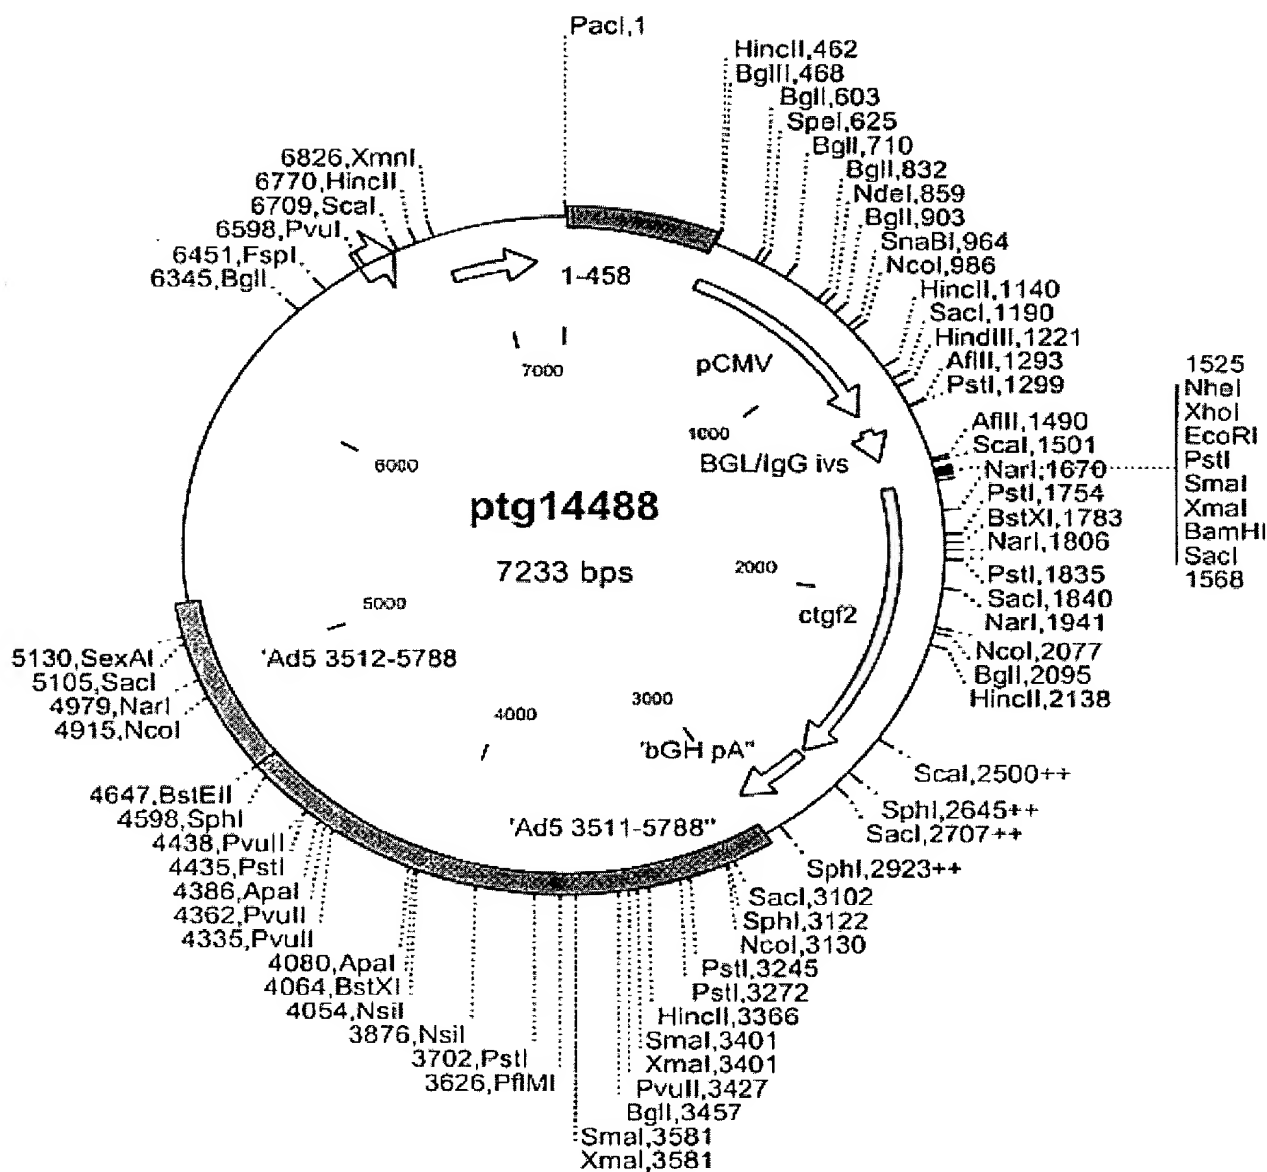 PacI,1
HincII,462
BglII,468
BglI,603
SpeI,625
BglI,710
BglI,832
NdeI,859
BglI,903
SnaBI,964
NcoI,986
HincII,1140
SacI,1190
HindIII,1221
AflII,1293
PstI,1299
AflII,1490
ScaI,1501
NarI,1670
PstI,1754
BstXI,1783
NarI,1806
PstI,1835
SacI,1840
NarI,1941
NcoI,2077
BglI,2095
HincII,2138
1525
NheI
XhoI
EcoRI
PstI
SmaI
XmaI
BamHI
SacI
1568
ScaI,2500++
SphI,2645++
SacI,2707++
SphI,2923++
SacI,3102
SphI,3122
NcoI,3130
PstI,3245
PstI,3272
HincII,3366
SmaI,3401
XmaI,3401
PvuII,3427
BglI,3457
SmaI,3581
XmaI,3581
3626,PflMI
3702,PstI
3876,NsiI
4054,NsiI
4064,BstXI
4080,ApaI
4335,PvuII
4362,PvuII
4386,ApaI
4435,PstI
4438,PvuII
4598,SphI
4647,BstEII
4915,NcoI
4979,NarI
5105,SacI
5130,SexAI
6345,BglI
6451,FspI
6598,PvuI
6709,ScaI
6770,HincII
6826,XmnI
1-458
pCMV
BGL/IgG ivs
ctgf2
'bGH pA"
'Ad5 3511-5788"
'Ad5 3512-5788
7000
1000
2000
3000
4000
5000
6000
ptg14488
7233 bps